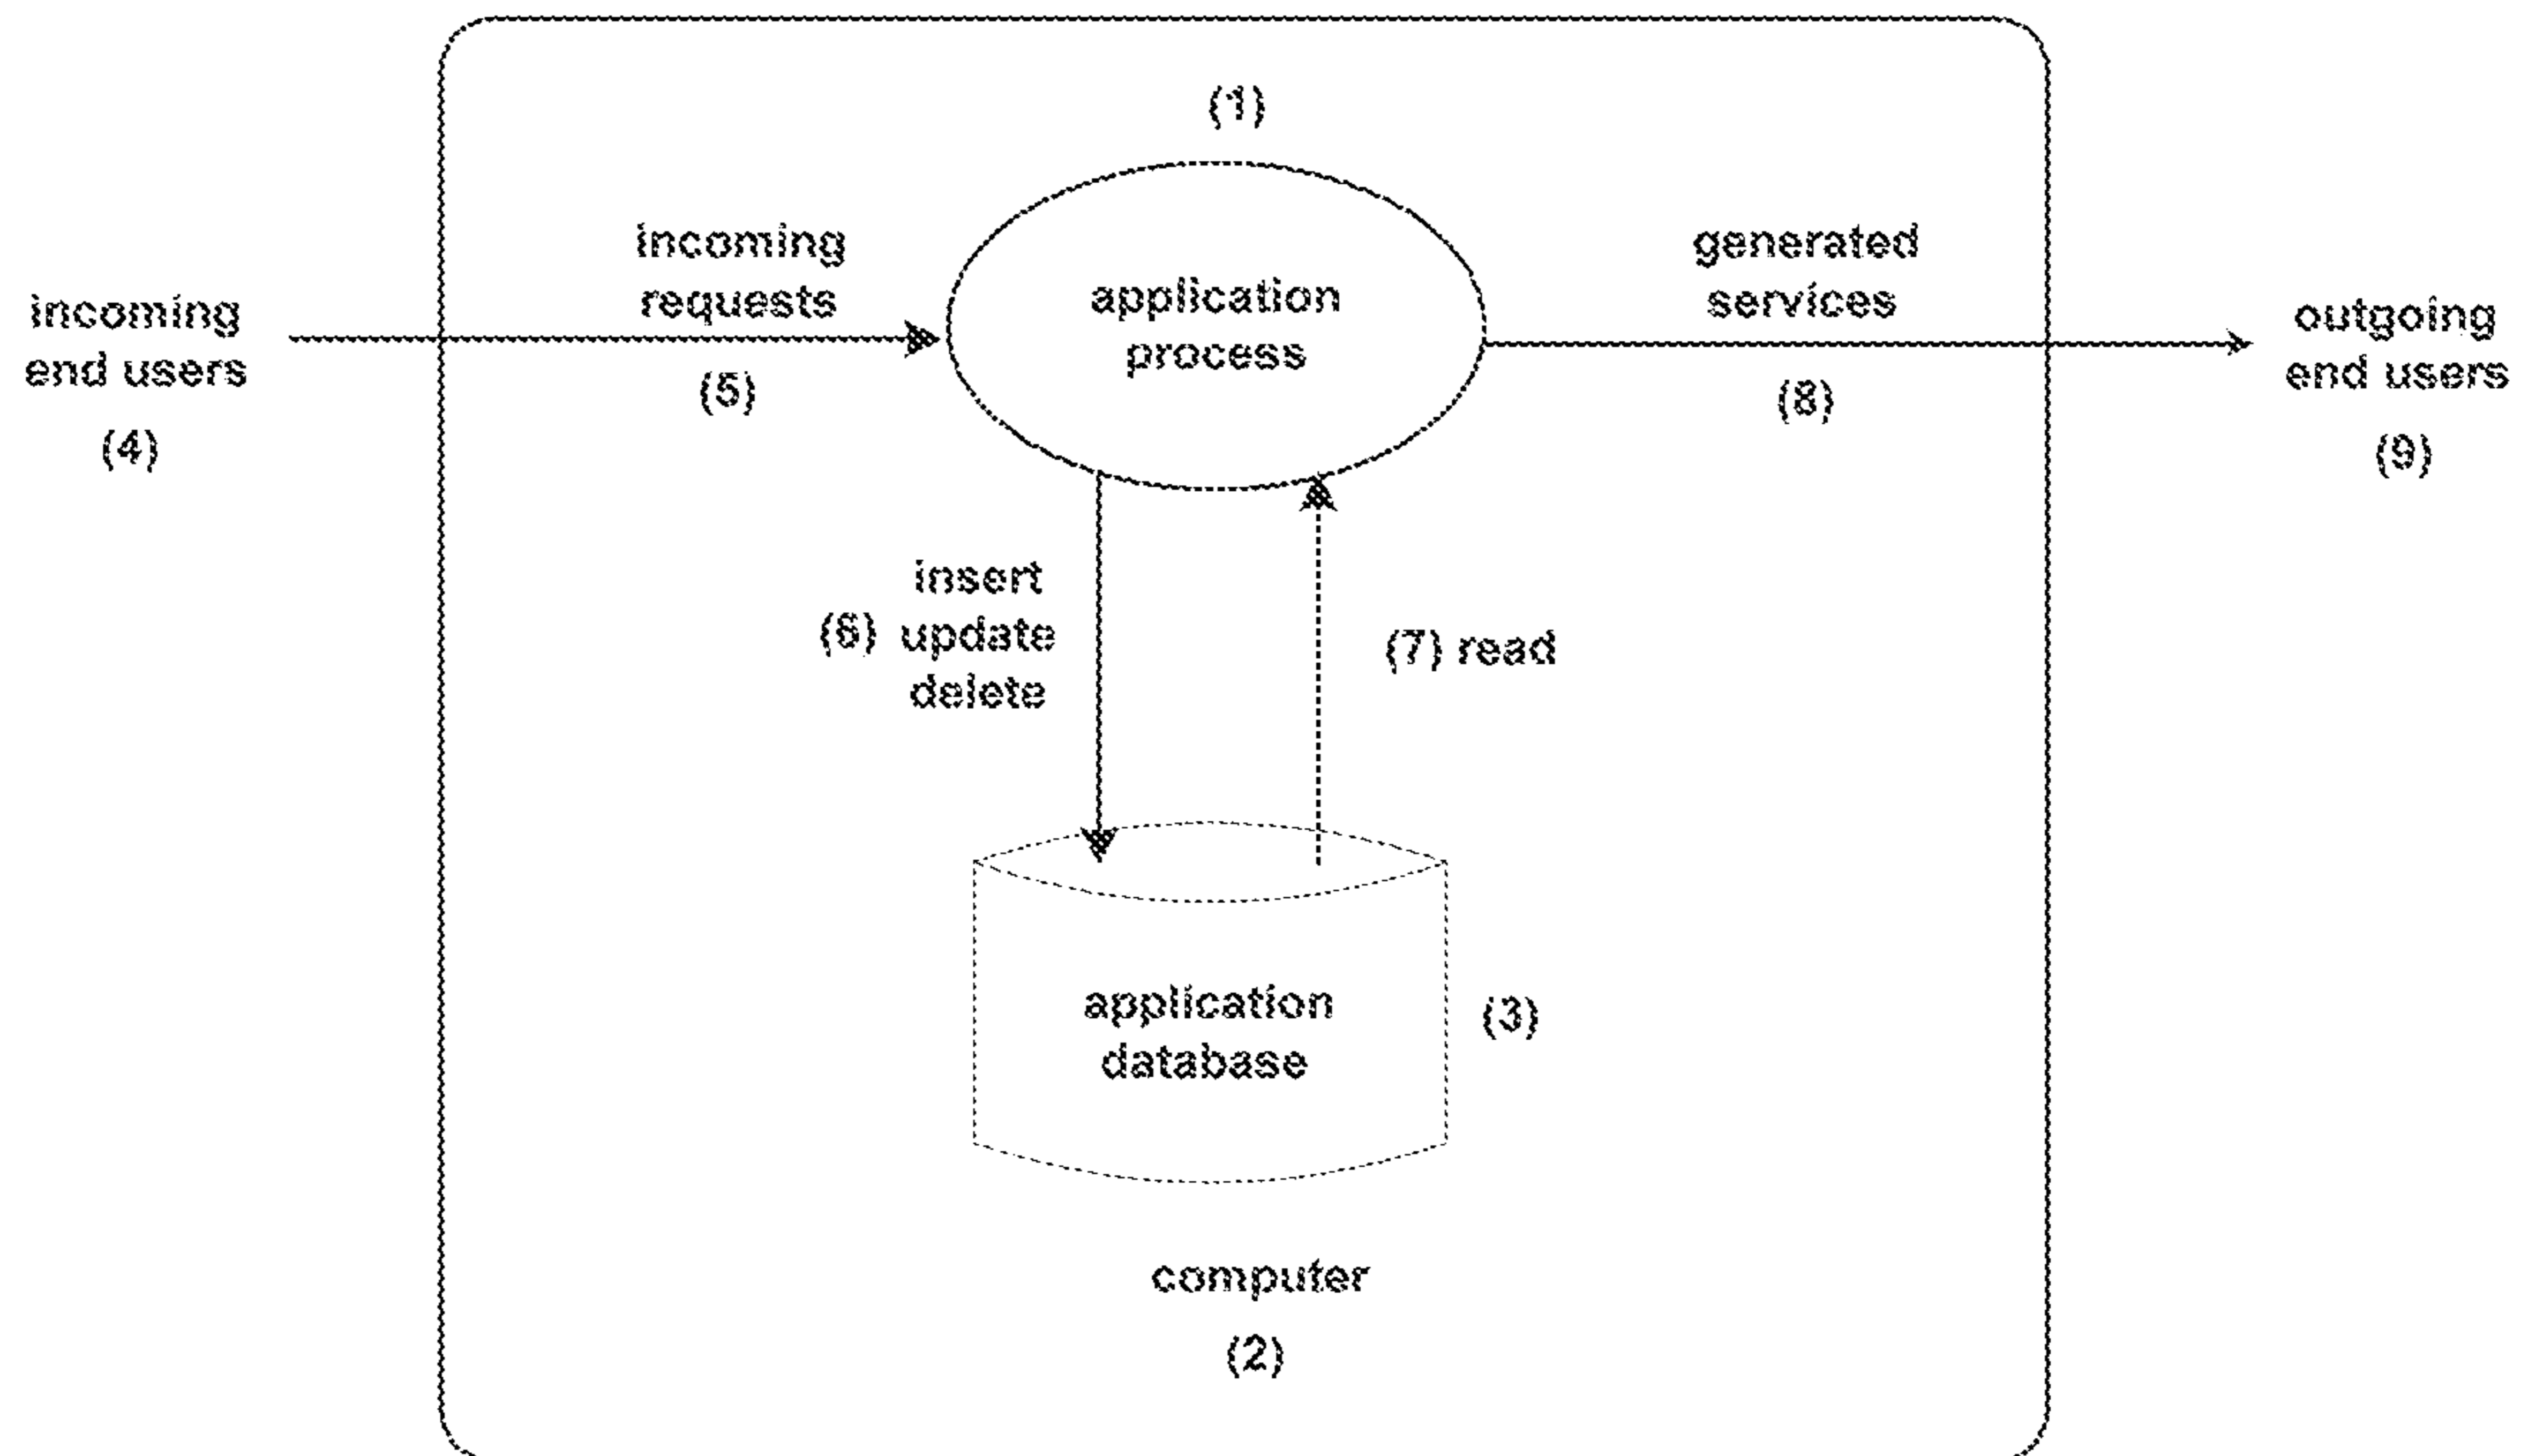 (1)
incoming
requests
(5)
incoming
end users
(4)
application
process
generated
services
(8)
outgoing
end users
(9)
insert
(6) update
delete
(7) read
application
database
(3)
computer
(2)